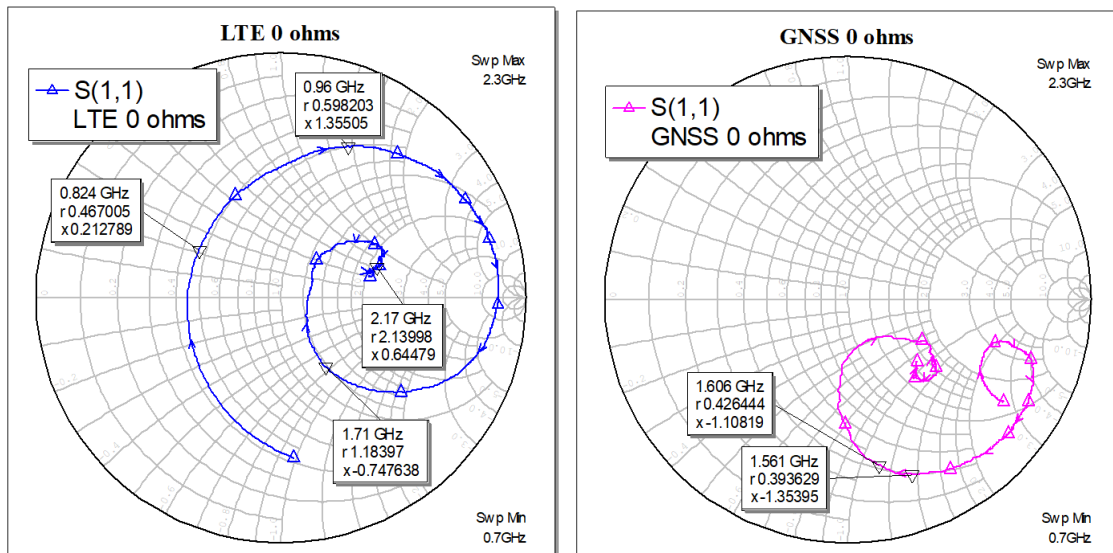 LTE 0 ohms
Swp Max
2.3GHz
S(1,1)
LTE 0 ohms
0.96 GHz
r 0.598203
x 1.35505
0.824 GHz
r 0.467005
x 0.212789
2.17 GHz
r 2.13998
x 0.64479
1.71 GHz
r 1.18397
x -0.747638
Swp Min
0.7GHz
GNSS 0 ohms
Swp Max
2.3GHz
S(1,1)
GNSS 0 ohms
1.606 GHz
r 0.426444
x -1.10819
1.561 GHz
r 0.393629
x -1.35395
Swp Min
0.7GHz